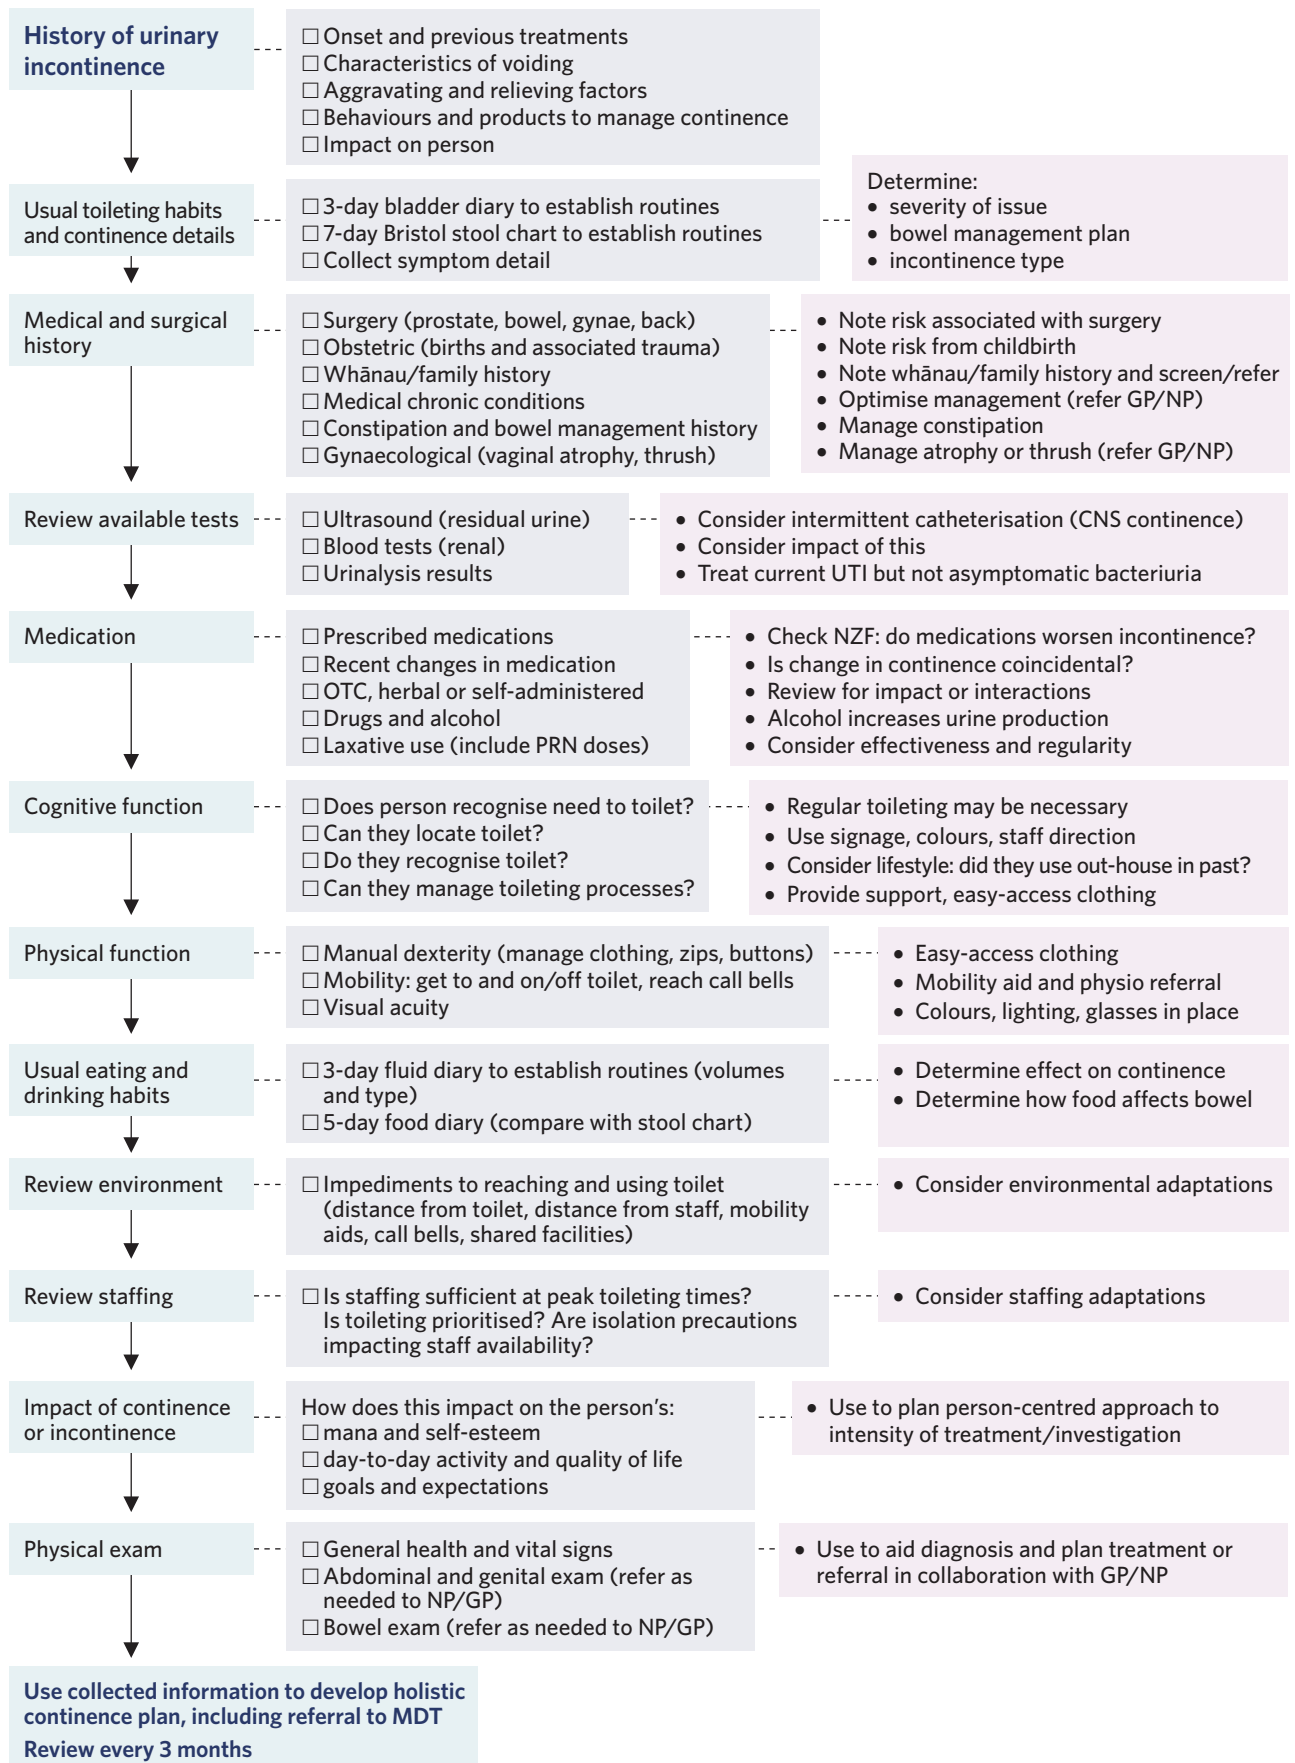 History of urinary
incontinence
☐ Onset and previous treatments
☐ Characteristics of voiding
☐ Aggravating and relieving factors
☐ Behaviours and products to manage continence
☐ Impact on person
Usual toileting habits
and continence details
☐ 3-day bladder diary to establish routines
☐ 7-day Bristol stool chart to establish routines
☐ Collect symptom detail
Determine:
• severity of issue
• bowel management plan
• incontinence type
Medical and surgical
history
☐ Surgery (prostate, bowel, gynae, back)
☐ Obstetric (births and associated trauma)
☐ Whānau/family history
☐ Medical chronic conditions
☐ Constipation and bowel management history
☐ Gynaecological (vaginal atrophy, thrush)
• Note risk associated with surgery
• Note risk from childbirth
• Note whānau/family history and screen/refer
• Optimise management (refer GP/NP)
• Manage constipation
• Manage atrophy or thrush (refer GP/NP)
Review available tests
☐ Ultrasound (residual urine)
☐ Blood tests (renal)
☐ Urinalysis results
• Consider intermittent catheterisation (CNS continence)
• Consider impact of this
• Treat current UTI but not asymptomatic bacteriuria
Medication
☐ Prescribed medications
☐ Recent changes in medication
☐ OTC, herbal or self-administered
☐ Drugs and alcohol
☐ Laxative use (include PRN doses)
• Check NZF: do medications worsen incontinence?
• Is change in continence coincidental?
• Review for impact or interactions
• Alcohol increases urine production
• Consider effectiveness and regularity
Cognitive function
☐ Does person recognise need to toilet?
☐ Can they locate toilet?
☐ Do they recognise toilet?
☐ Can they manage toileting processes?
• Regular toileting may be necessary
• Use signage, colours, staff direction
• Consider lifestyle: did they use out-house in past?
• Provide support, easy-access clothing
Physical function
☐ Manual dexterity (manage clothing, zips, buttons)
☐ Mobility: get to and on/off toilet, reach call bells
☐ Visual acuity
• Easy-access clothing
• Mobility aid and physio referral
• Colours, lighting, glasses in place
Usual eating and
drinking habits
☐ 3-day fluid diary to establish routines (volumes
and type)
☐ 5-day food diary (compare with stool chart)
• Determine effect on continence
• Determine how food affects bowel
Review environment
☐ Impediments to reaching and using toilet
(distance from toilet, distance from staff, mobility
aids, call bells, shared facilities)
• Consider environmental adaptations
Review staffing
☐ Is staffing sufficient at peak toileting times?
Is toileting prioritised? Are isolation precautions
impacting staff availability?
• Consider staffing adaptations
Impact of continence
or incontinence
How does this impact on the person's:
☐ mana and self-esteem
☐ day-to-day activity and quality of life
☐ goals and expectations
• Use to plan person-centred approach to
intensity of treatment/investigation
Physical exam
☐ General health and vital signs
☐ Abdominal and genital exam (refer as
needed to NP/GP)
☐ Bowel exam (refer as needed to NP/GP)
• Use to aid diagnosis and plan treatment or
referral in collaboration with GP/NP
Use collected information to develop holistic
continence plan, including referral to MDT
Review every 3 months